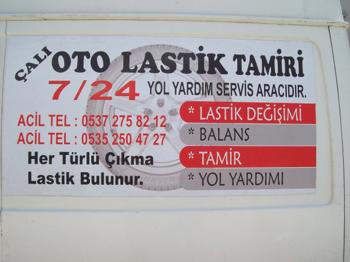 ÇALI OTO LASTİK TAMİRİ
7/24 YOL YARDIM SERVİS ARACIDIR.
ACİL TEL : 0537 275 82 12
ACİL TEL : 0535 250 47 27
Her Türlü Çıkma
Lastik Bulunur.
* LASTİK DEĞİŞİMİ
* BALANS
* TAMİR
* YOL YARDIMI